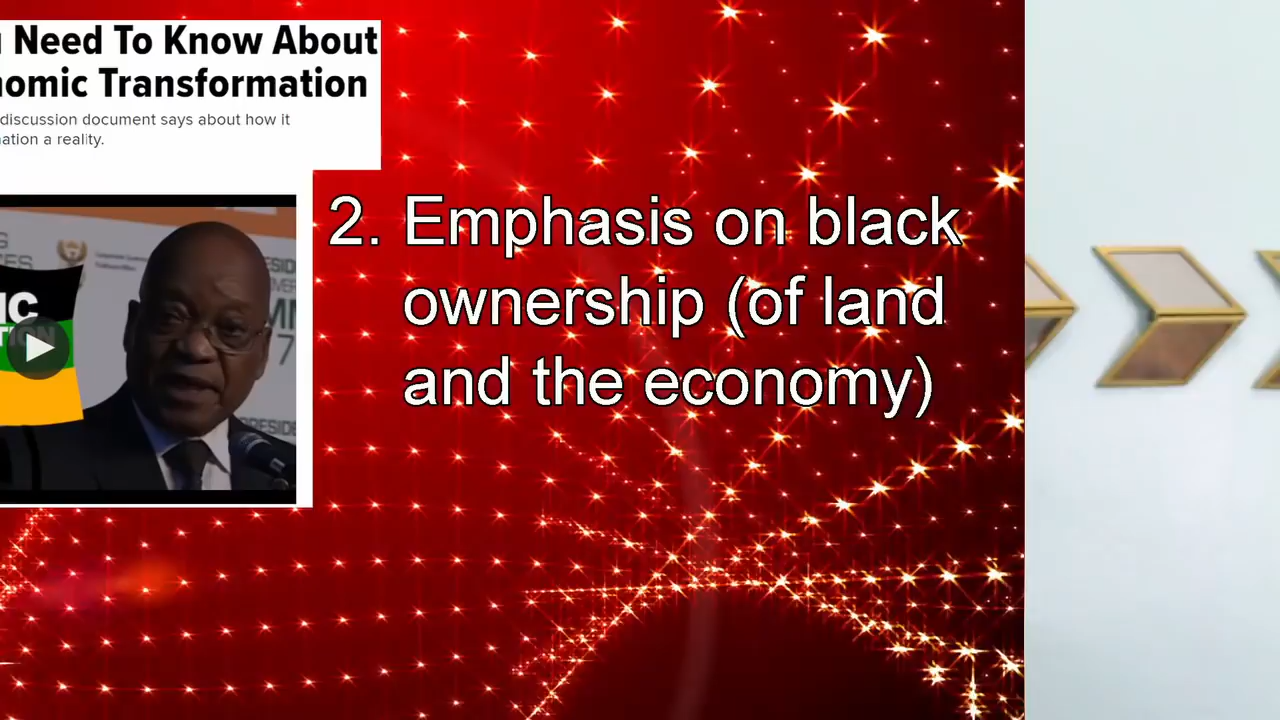 Need To Know About
nomic Transformation
discussion document says about how it
ation a reality.
2. Emphasis on black
ownership (of land
and the economy)